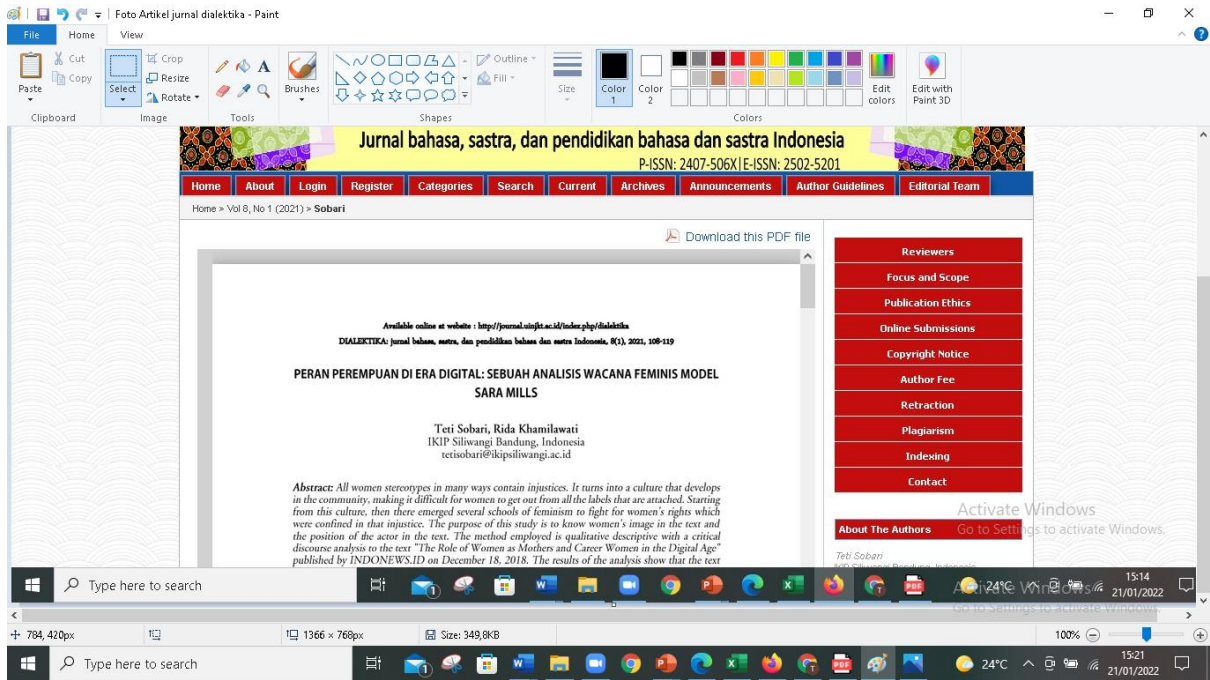 Foto Artikel jurnal dialektika - Paint
File Home View
Paste
Cut
Copy
Clipboard
Select
Crop
Resize
Rotate
Image
Tools
Brushes
Shapes
Outline
Fill
Size
Color 1
Color 2
Colors
Edit colors
Edit with Paint 3D
Jurnal bahasa, sastra, dan pendidikan bahasa dan sastra Indonesia
P-ISSN: 2407-506X| E-ISSN: 2502-5201
Home About Login Register Categories Search Current Archives Announcements Author Guidelines Editorial Team
Home > Vol 8, No 1 (2021) > Sobari
Download this PDF file
Available online at website : http://journal.uinjkt.ac.id/index.php/dialektika
DIALEKTIKA: jurnal bahasa, sastra, dan pendidikan bahasa dan sastra Indonesia, 8(1), 2021, 108-119
PERAN PEREMPUAN DI ERA DIGITAL: SEBUAH ANALISIS WACANA FEMINIS MODEL
SARA MILLS
Teti Sobari, Rida Khamilawati
IKIP Siliwangi Bandung, Indonesia
tetisobari@ikipsiliwangi.ac.id
Abstract: All women stereotypes in many ways contain injustices. It turns into a culture that develops
in the community, making it difficult for women to get out from all the labels that are attached. Starting
from this culture, then there emerged several schools of feminism to fight for women's rights which
were confined in that injustice. The purpose of this study is to know women's image in the text and
the position of the actor in the text. The method employed is qualitative descriptive with a critical
discourse analysis to the text "The Role of Women as Mothers and Career Women in the Digital Age"
published by INDONEWS.ID on December 18, 2018. The results of the analysis show that the text
Reviewers
Focus and Scope
Publication Ethics
Online Submissions
Copyright Notice
Author Fee
Retraction
Plagiarism
Indexing
Contact
About The Authors
Teti Sobari
Activate Windows
Go to Settings to activate Windows.
Type here to search
24°C
15:14
21/01/2022
Activate Windows
Go to Settings to activate Windows.
784, 420px
1366 × 768px
Size: 349,8KB
100%
Type here to search
24°C
15:21
21/01/2022